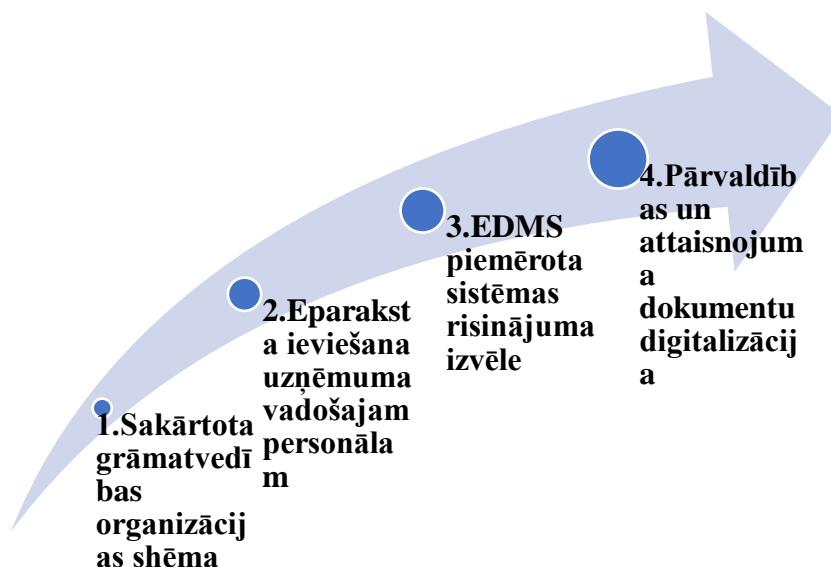 1.Sakārtota
grāmatvedī
bas
organizācij
as shēma
2.Eparakst
a ieviešana
uzņēmuma
vadošajam
personāla
m
3.EDMS
piemērota
sistēmas
risinājuma
izvēle
4.Pārvaldīb
as un
attaisnojum
a
dokumentu
digitalizācij
a